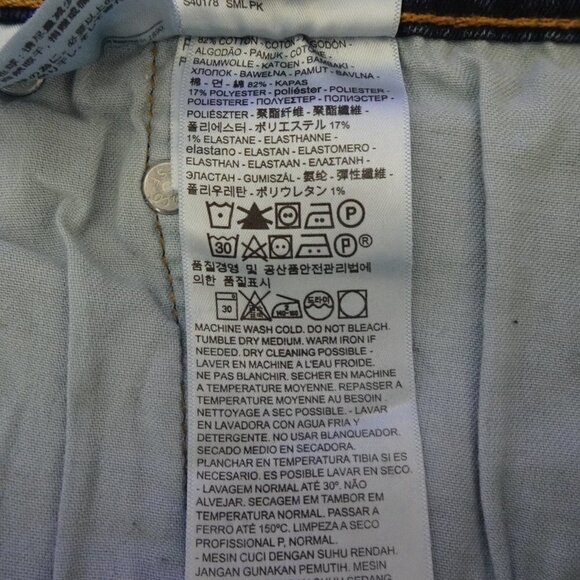 S40178 SML PK
82% COTTON - COTON - ALGODÓN -
ALGODÃO - PAMUK - COTONE -
BAUMWOLLE - KATOEN - BAMBAKI -
ХЛОПОК - BAWEŁNA - PAMUT - BAVLNA -
棉 - 면 - 綿 82% - KAPAS
17% POLYESTER - poliéster - POLIESTER -
POLIESTERE - ΠΟΛΥΕΣΤΕΡ - ПОЛИЭСТЕР -
POLIÉSZTER - 聚酯纤维 - 聚酯纖維 -
폴리에스터 - ポリエステル 17%
1% ELASTANE - ELASTHANNE -
elastano - ELASTAN - ELASTOMERO -
ELASTHAN - ELASTAAN - ΕΛΑΣΤΑΝΗ -
ЭЛАСТАН - GUMISZÁL - 氨纶 - 彈性纖維 -
폴리우레탄 - ポリウレタン 1%
P
30 P ®
품질경영 및 공산품안전관리법에
의한 품질표시
30 드라이
MACHINE WASH COLD. DO NOT BLEACH.
TUMBLE DRY MEDIUM. WARM IRON IF
NEEDED. DRY CLEANING POSSIBLE -
LAVER EN MACHINE A L'EAU FROIDE.
NE PAS BLANCHIR. SECHER EN MACHINE
A TEMPERATURE MOYENNE. REPASSER A
TEMPERATURE MOYENNE AU BESOIN.
NETTOYAGE A SEC POSSIBLE. - LAVAR
EN LAVADORA CON AGUA FRIA Y
DETERGENTE. NO USAR BLANQUEADOR.
SECADO MEDIO EN SECADORA.
PLANCHAR EN TEMPERATURA TIBIA SI ES
NECESARIO. ES POSIBLE LAVAR EN SECO.
- LAVAGEM NORMAL ATÉ 30º. NÃO
ALVEJAR. SECAGEM EM TAMBOR EM
TEMPERATURA NORMAL. PASSAR A
FERRO ATÉ 150ºC. LIMPEZA A SECO
PROFISSIONAL P, NORMAL.
- MESIN CUCI DENGAN SUHU RENDAH.
JANGAN GUNAKAN PEMUTIH. MESIN